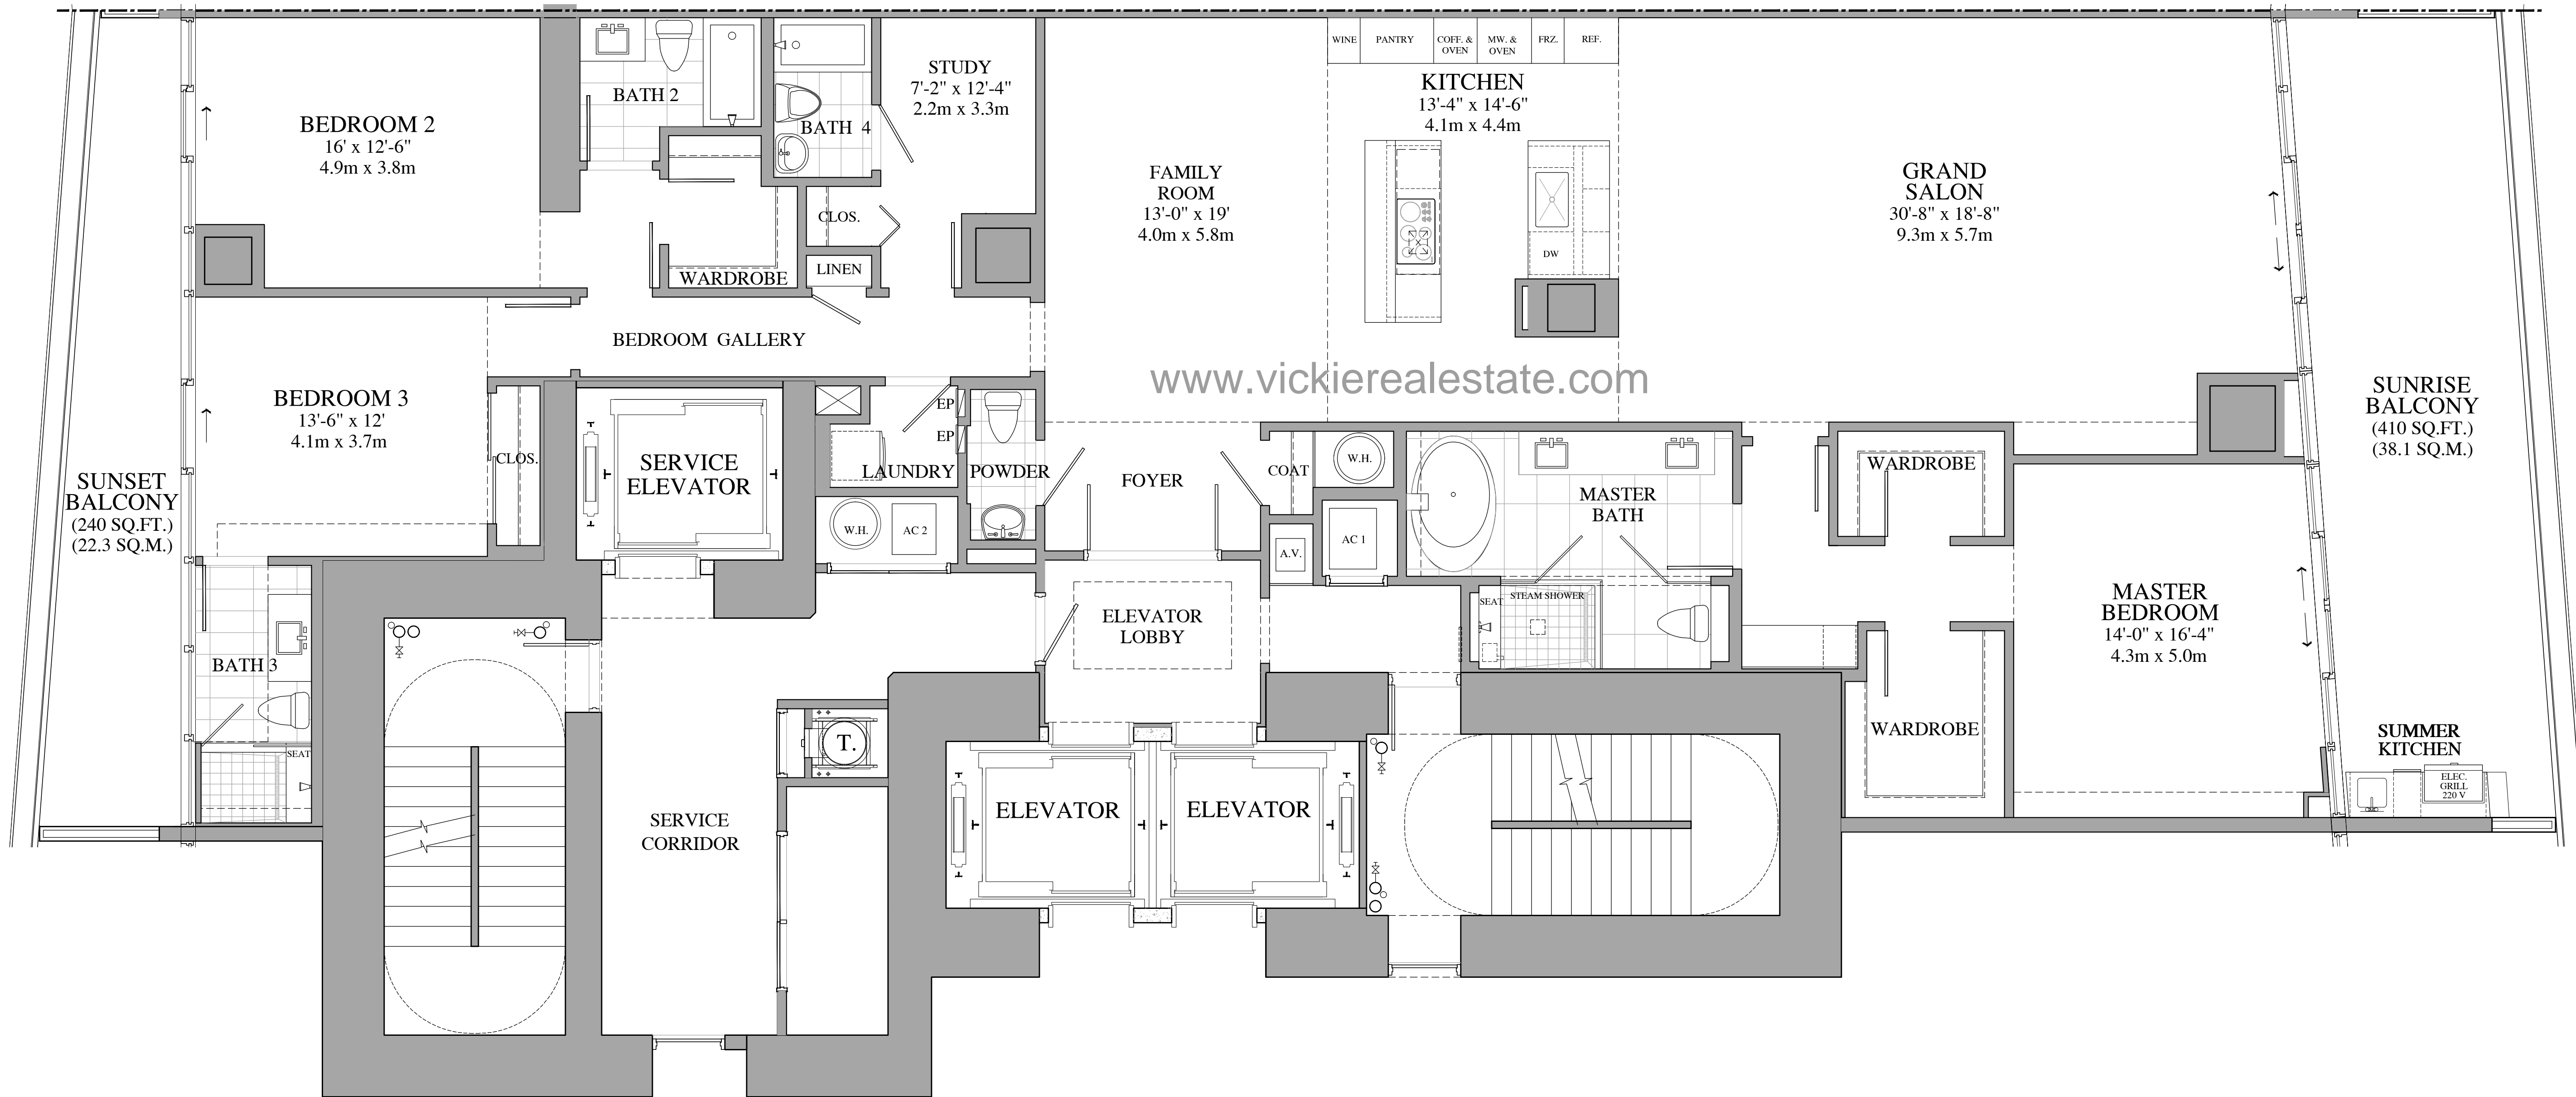 BEDROOM 2
16' x 12'-6"
4.9m x 3.8m
BATH 2
BATH 4
STUDY
7'-2" x 12'-4"
2.2m x 3.3m
WARDROBE
CLOS.
LINEN
FAMILY
ROOM
13'-0" x 19'
4.0m x 5.8m
WINE
PANTRY
COFF. &
OVEN
MW. &
OVEN
FRZ.
REF.
KITCHEN
13'-4" x 14'-6"
4.1m x 4.4m
DW
GRAND
SALON
30'-8" x 18'-8"
9.3m x 5.7m
BEDROOM GALLERY
www.vickierealestate.com
BEDROOM 3
13'-6" x 12'
4.1m x 3.7m
CLOS.
SUNSET
BALCONY
(240 SQ.FT.)
(22.3 SQ.M.)
SERVICE
ELEVATOR
EP
EP
LAUNDRY
POWDER
W.H.
AC 2
FOYER
COAT
W.H.
A.V.
AC 1
MASTER
BATH
WARDROBE
SUNRISE
BALCONY
(410 SQ.FT.)
(38.1 SQ.M.)
BATH 3
SEAT
ELEVATOR
LOBBY
SEAT
STEAM SHOWER
MASTER
BEDROOM
14'-0" x 16'-4"
4.3m x 5.0m
WARDROBE
SUMMER
KITCHEN
ELEC.
GRILL
220 V
T.
SERVICE
CORRIDOR
ELEVATOR
ELEVATOR